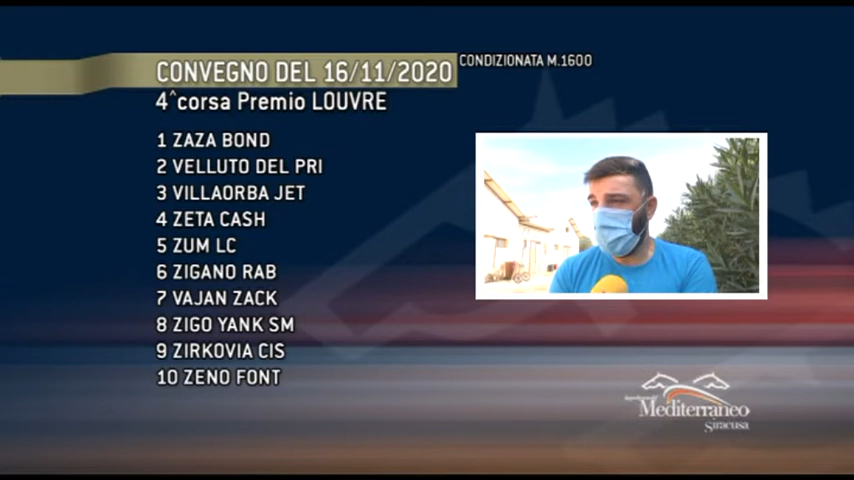 CONVEGNO DEL 16/11/2020
CONDIZIONATA M.1600
4^corsa Premio LOUVRE
1 ZAZA BOND
2 VELLUTO DEL PRI
3 VILLAORBA JET
4 ZETA CASH
5 ZUM LC
6 ZIGANO RAB
7 VAJAN ZACK
8 ZIGO YANK SM
9 ZIRKOVIA CIS
10 ZENO FONT
Mediterraneo
Siracusa